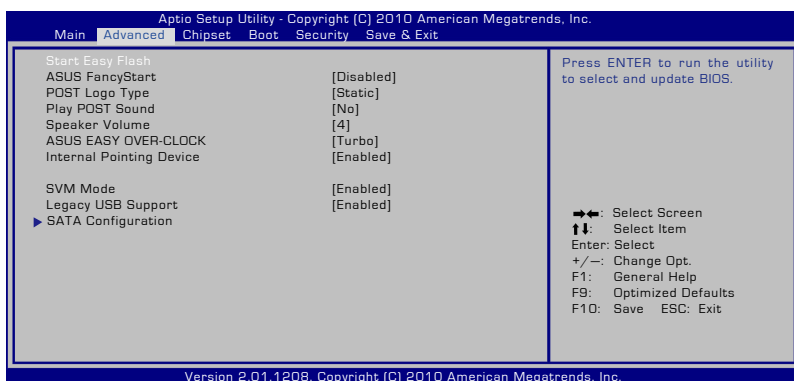 Aptio Setup Utility - Copyright (C) 2010 American Megatrends, Inc.
Main Advanced Chipset Boot Security Save & Exit
Start Easy Flash
ASUS FancyStart [Disabled]
POST Logo Type [Static]
Play POST Sound [No]
Speaker Volume [4]
ASUS EASY OVER-CLOCK [Turbo]
Internal Pointing Device [Enabled]
SVM Mode [Enabled]
Legacy USB Support [Enabled]
SATA Configuration
Press ENTER to run the utility
to select and update BIOS.
→←: Select Screen
↑↓: Select Item
Enter: Select
+/—: Change Opt.
F1: General Help
F9: Optimized Defaults
F10: Save ESC: Exit
Version 2.01.1208. Copyright (C) 2010 American Megatrends, Inc.